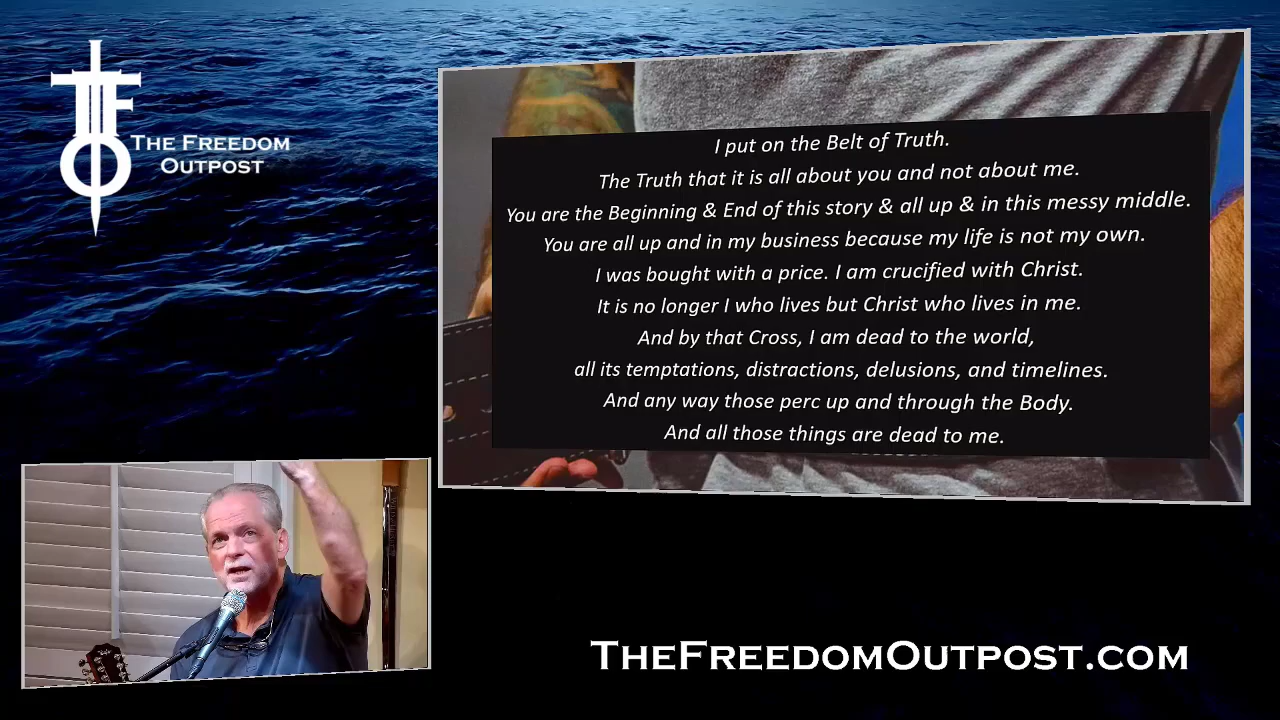 The Freedom
Outpost
I put on the Belt of Truth.
The Truth that it is all about you and not about me.
You are the Beginning & End of this story & all up & in this messy middle.
You are all up and in my business because my life is not my own.
I was bought with a price. I am crucified with Christ.
It is no longer I who lives but Christ who lives in me.
And by that Cross, I am dead to the world,
all its temptations, distractions, delusions, and timelines.
And any way those perc up and through the Body.
And all those things are dead to me.
TheFreedomOutpost.com